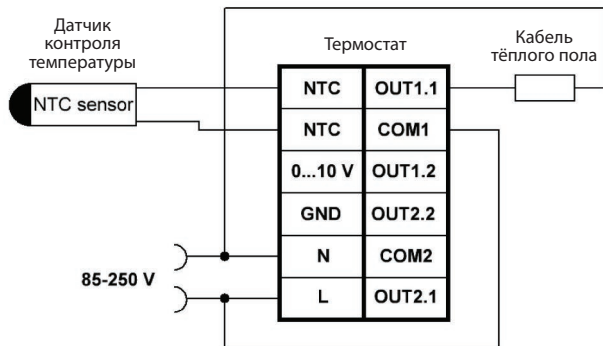 Датчик
контроля
температуры
NTC sensor
Термостат
Кабель
тёплого пола
NTC OUT1.1
NTC COM1
0...10 V OUT1.2
GND OUT2.2
N COM2
L OUT2.1
85-250 V